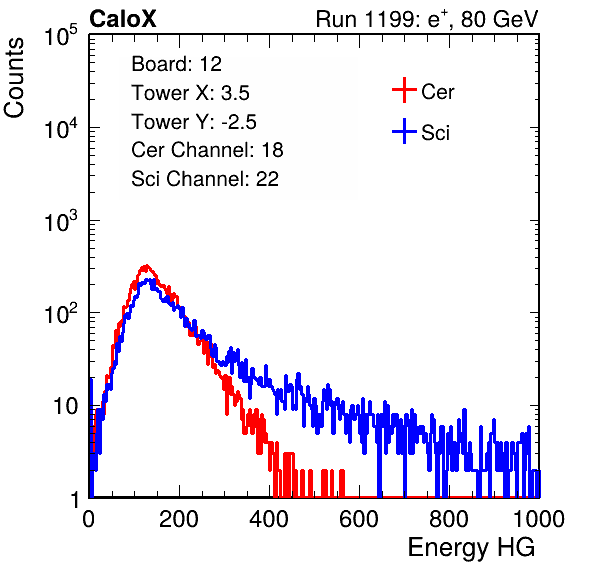 CaloX Run 1199: e⁺, 80 GeV
Counts
10⁵
10⁴
10³
10²
10
1
Board: 12
Tower X: 3.5
Tower Y: -2.5
Cer Channel: 18
Sci Channel: 22
Cer
Sci
0 200 400 600 800 1000
Energy HG